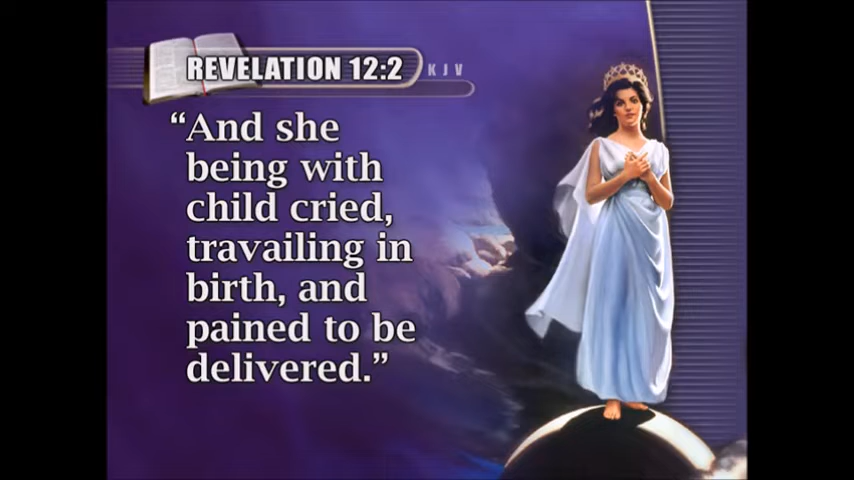 REVELATION 12:2 KJV
“And she
being with
child cried,
travailing in
birth, and
pained to be
delivered.”